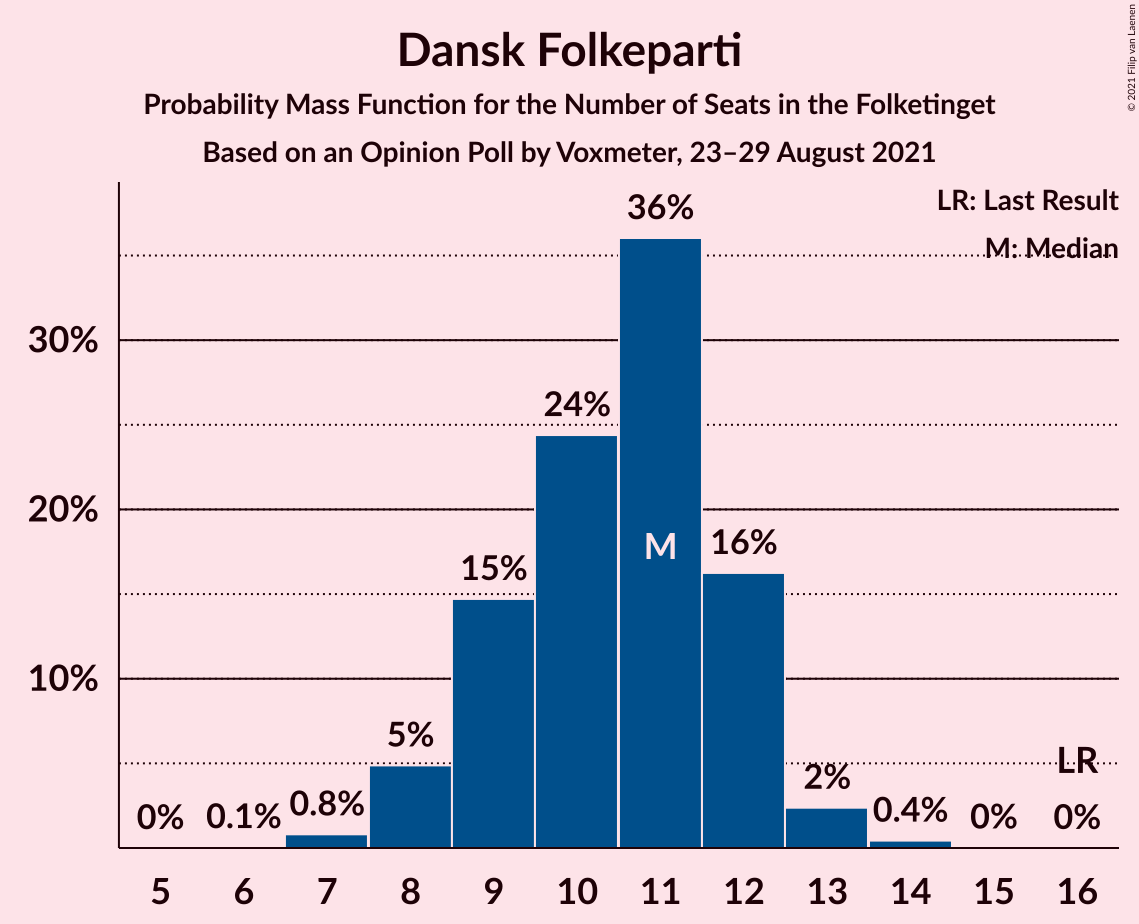 Dansk Folkeparti
Probability Mass Function for the Number of Seats in the Folketinget
Based on an Opinion Poll by Voxmeter, 23–29 August 2021
© 2021 Filip van Laenen
LR: Last Result
M: Median
36%
30%
24%
20%
M
16%
15%
10%
5%
LR
2%
0%
0.1%
0.8%
0.4%
0%
0%
5 6 7 8 9 10 11 12 13 14 15 16